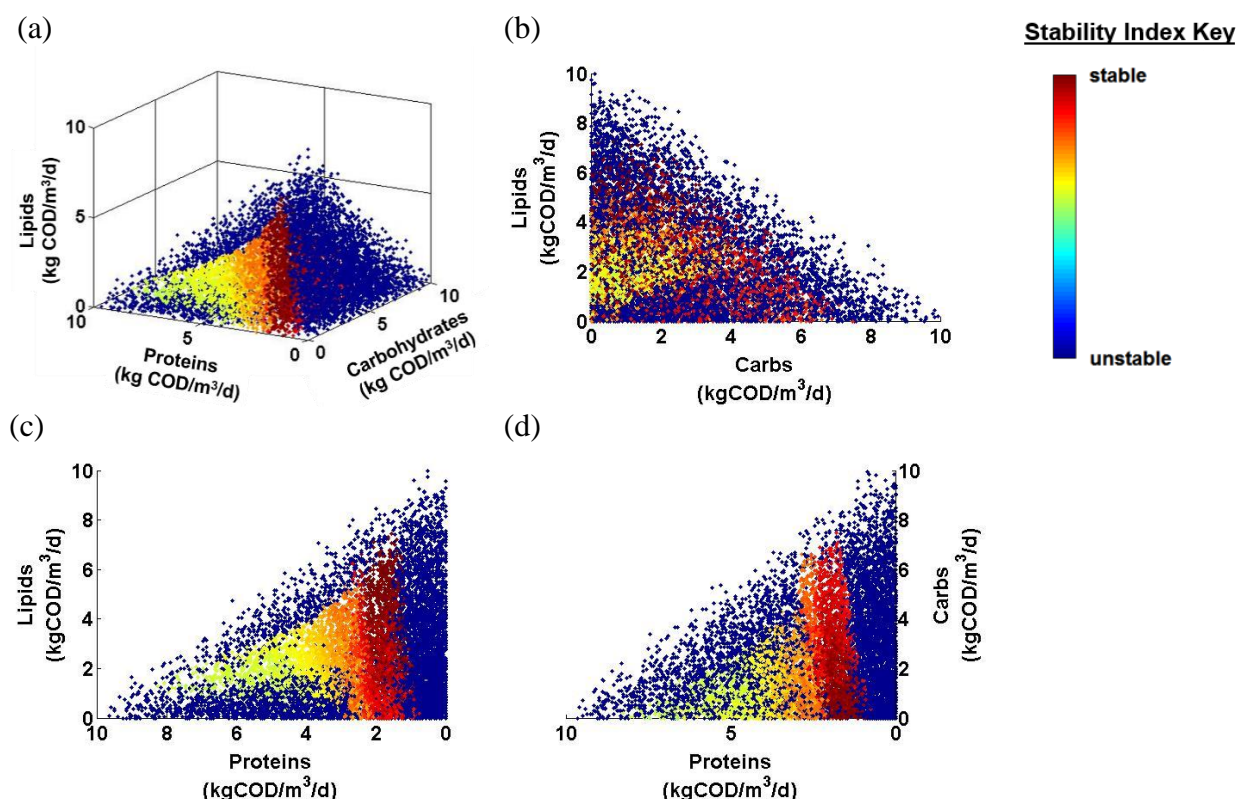 (a)
10
5
0
Lipids
(kg COD/m³/d)
10
5
0
Proteins
(kg COD/m³/d)
0
5
10
Carbohydrates
(kg COD/m³/d)
(b)
10
8
6
4
2
0
Lipids
(kgCOD/m³/d)
0 2 4 6 8 10
Carbs
(kgCOD/m³/d)
Stability Index Key
stable
unstable
(c)
10
8
6
4
2
0
Lipids
(kgCOD/m³/d)
10 8 6 4 2 0
Proteins
(kgCOD/m³/d)
(d)
10
8
6
4
2
0
Carbs
(kgCOD/m³/d)
10 5 0
Proteins
(kgCOD/m³/d)